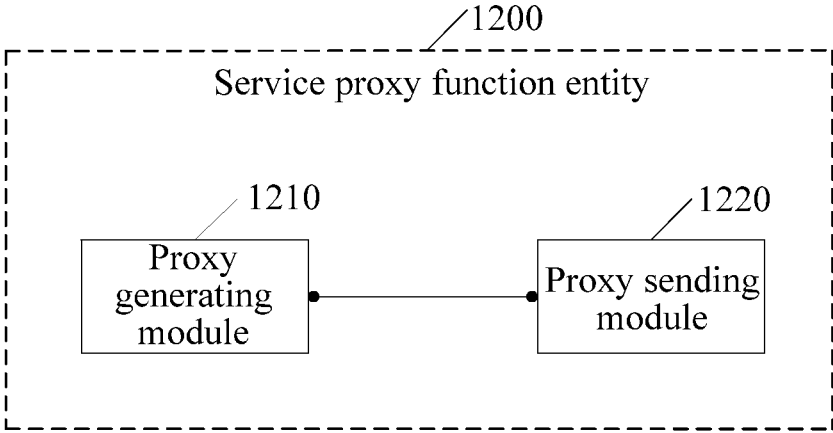 1200
Service proxy function entity
1210
1220
Proxy
generating
module
Proxy sending
module